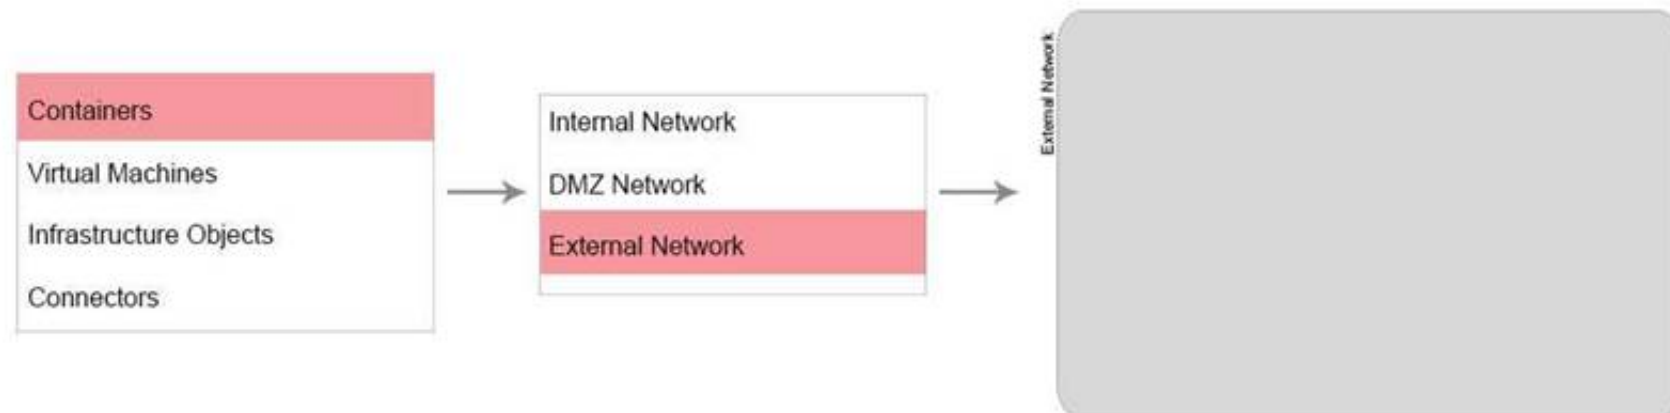 Containers
Virtual Machines
Infrastructure Objects
Connectors
Internal Network
DMZ Network
External Network
External Network